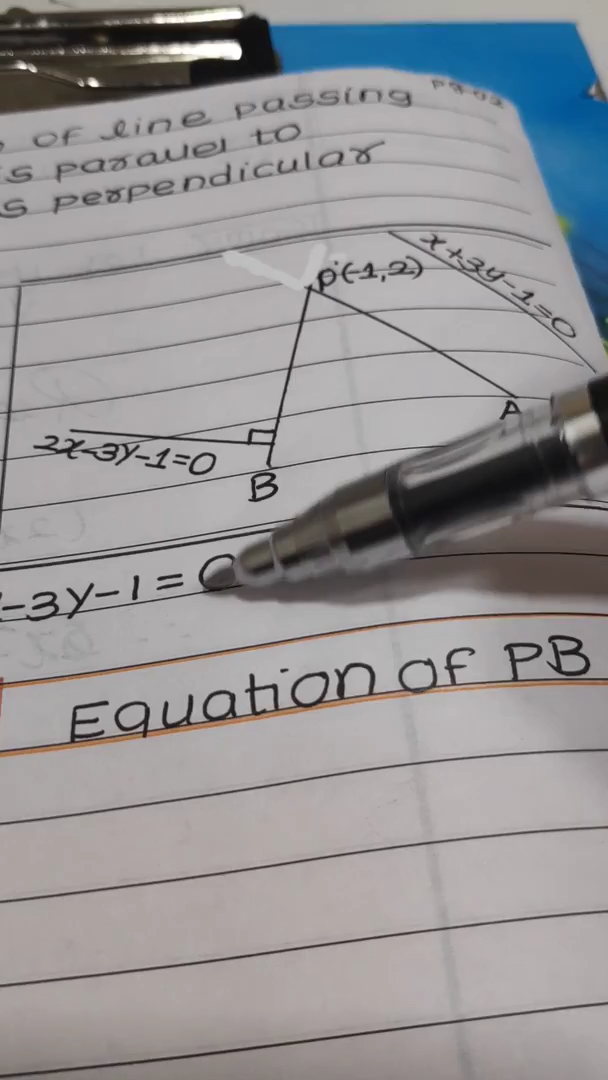 of line passing
is parallel to
s perpendicular
P(-1,2)
x+3y-1=0
A
2x-3y-1=0
B
-3y-1=0
Equation of PB